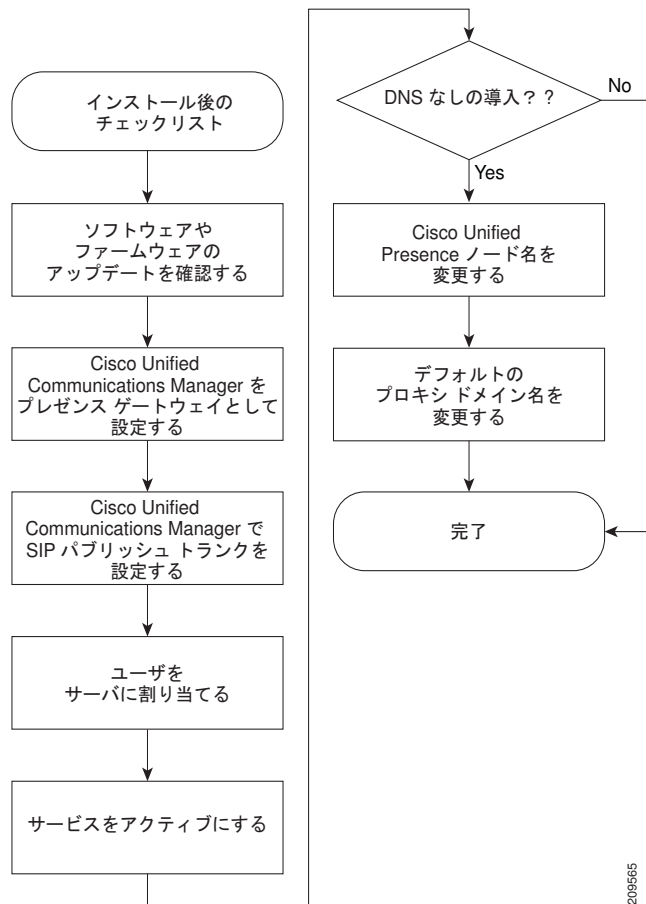 インストール後の
チェックリスト
ソフトウェアや
ファームウェアの
アップデートを確認する
Cisco Unified
Communications Manager を
プレゼンス ゲートウェイとして
設定する
Cisco Unified
Communications Manager で
SIP パブリッシュ トランクを
設定する
ユーザを
サーバに割り当てる
サービスをアクティブにする
DNS なしの導入？？
No
Yes
Cisco Unified
Presence ノード名を
変更する
デフォルトの
プロキシ ドメイン名を
変更する
完了
209565